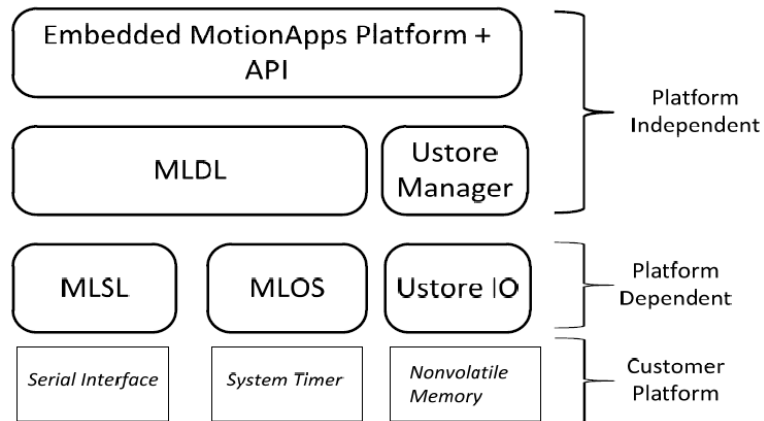 Embedded MotionApps Platform +
API
Platform
Independent
MLDL
Ustore
Manager
MLSL
MLOS
Ustore IO
Platform
Dependent
Serial Interface
System Timer
Nonvolatile
Memory
Customer
Platform